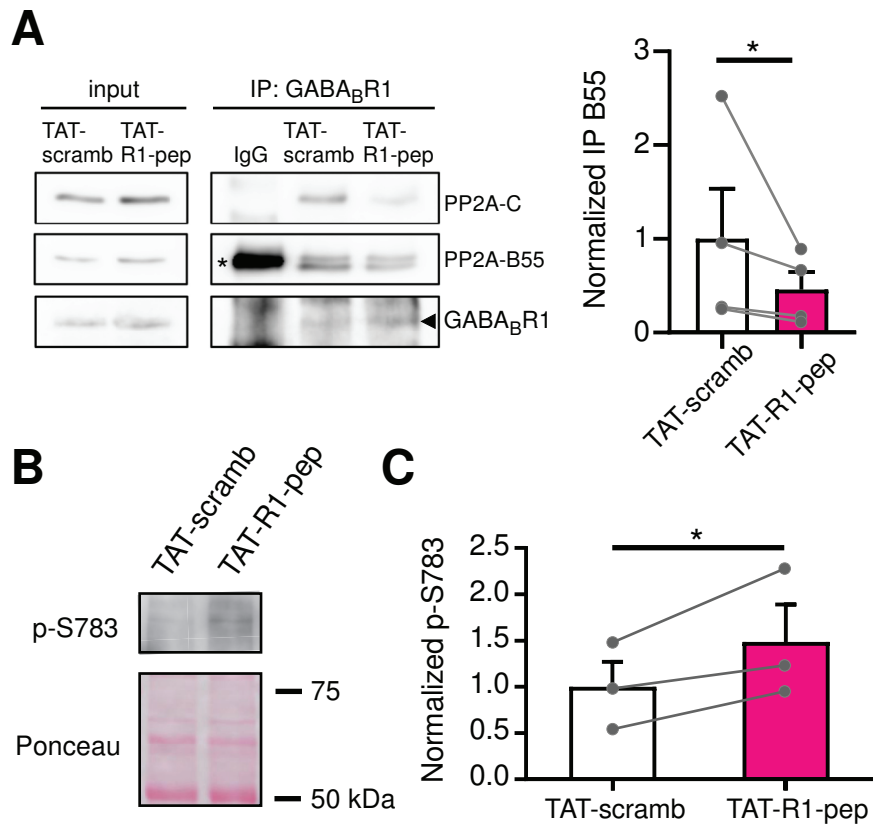 A
input
IP: GABA_BR1
TAT-
scramb
TAT-
R1-pep
IgG
TAT-
scramb
TAT-
R1-pep
PP2A-C
*
PP2A-B55
GABA_BR1
Normalized IP B55
3
2
1
0
*
TAT-scramb
TAT-R1-pep
B
TAT-scramb
TAT-R1-pep
p-S783
75
Ponceau
50 kDa
C
Normalized p-S783
2.5
2.0
1.5
1.0
0.5
0.0
*
TAT-scramb
TAT-R1-pep